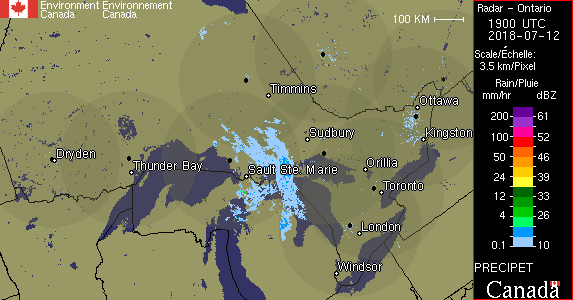 Environment Environnement
Canada Canada
100 KM
Timmins
Ottawa
Sudbury
Kingston
Dryden
Thunder Bay
Sault Ste. Marie
Orillia
Toronto
London
Windsor
Radar - Ontario
1900 UTC
2018-07-12
Scale/Échelle:
3.5 km/Pixel
Rain/Pluie
mm/hr dBZ
200 61
100 52
50 46
24 39
12 33
4 26
2 20
0.1 10
PRECIPET
Canada